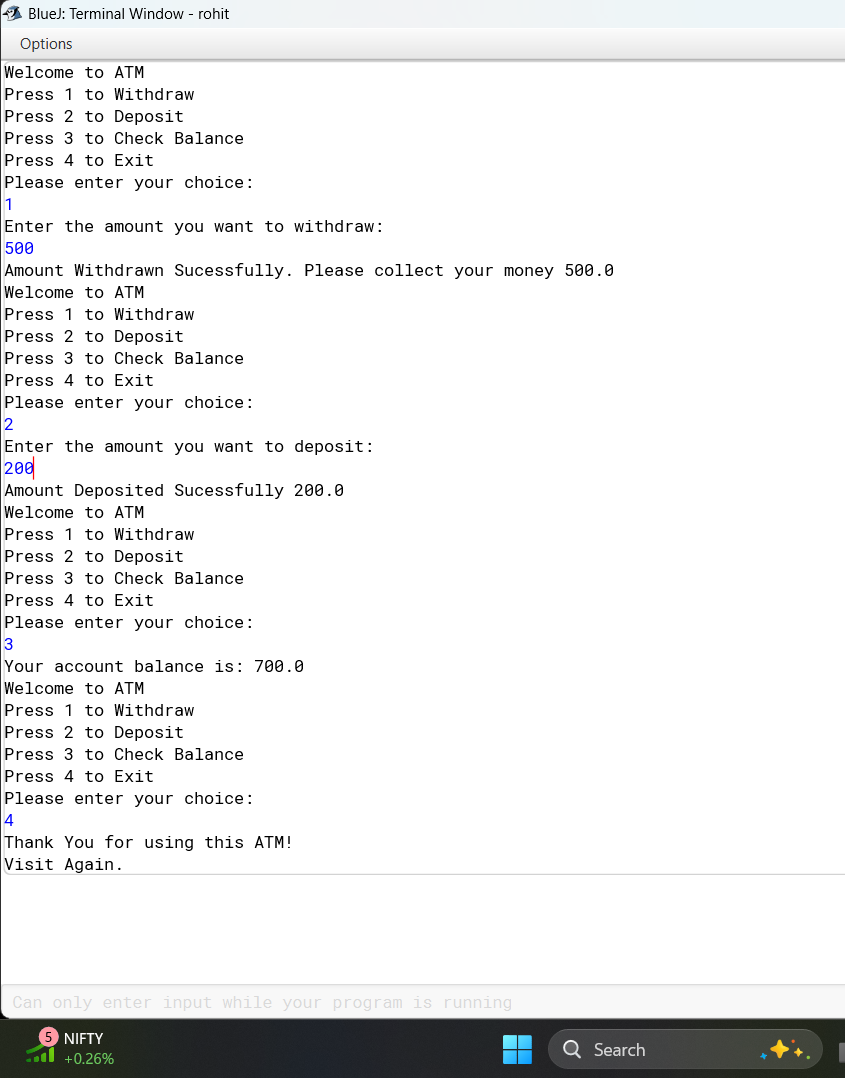 BlueJ: Terminal Window - rohit
Options
Welcome to ATM
Press 1 to Withdraw
Press 2 to Deposit
Press 3 to Check Balance
Press 4 to Exit
Please enter your choice:
1
Enter the amount you want to withdraw:
500
Amount Withdrawn Sucessfully. Please collect your money 500.0
Welcome to ATM
Press 1 to Withdraw
Press 2 to Deposit
Press 3 to Check Balance
Press 4 to Exit
Please enter your choice:
2
Enter the amount you want to deposit:
200
Amount Deposited Sucessfully 200.0
Welcome to ATM
Press 1 to Withdraw
Press 2 to Deposit
Press 3 to Check Balance
Press 4 to Exit
Please enter your choice:
3
Your account balance is: 700.0
Welcome to ATM
Press 1 to Withdraw
Press 2 to Deposit
Press 3 to Check Balance
Press 4 to Exit
Please enter your choice:
4
Thank You for using this ATM!
Visit Again.
Can only enter input while your program is running
5
NIFTY
+0.26%
Search